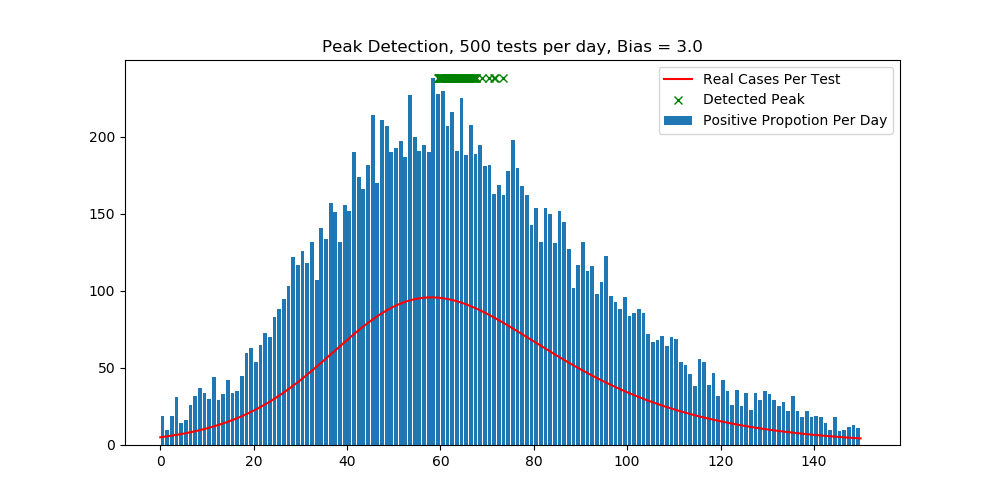 Peak Detection, 500 tests per day, Bias = 3.0
Real Cases Per Test
Detected Peak
Positive Propotion Per Day
200
150
100
50
0
0 20 40 60 80 100 120 140